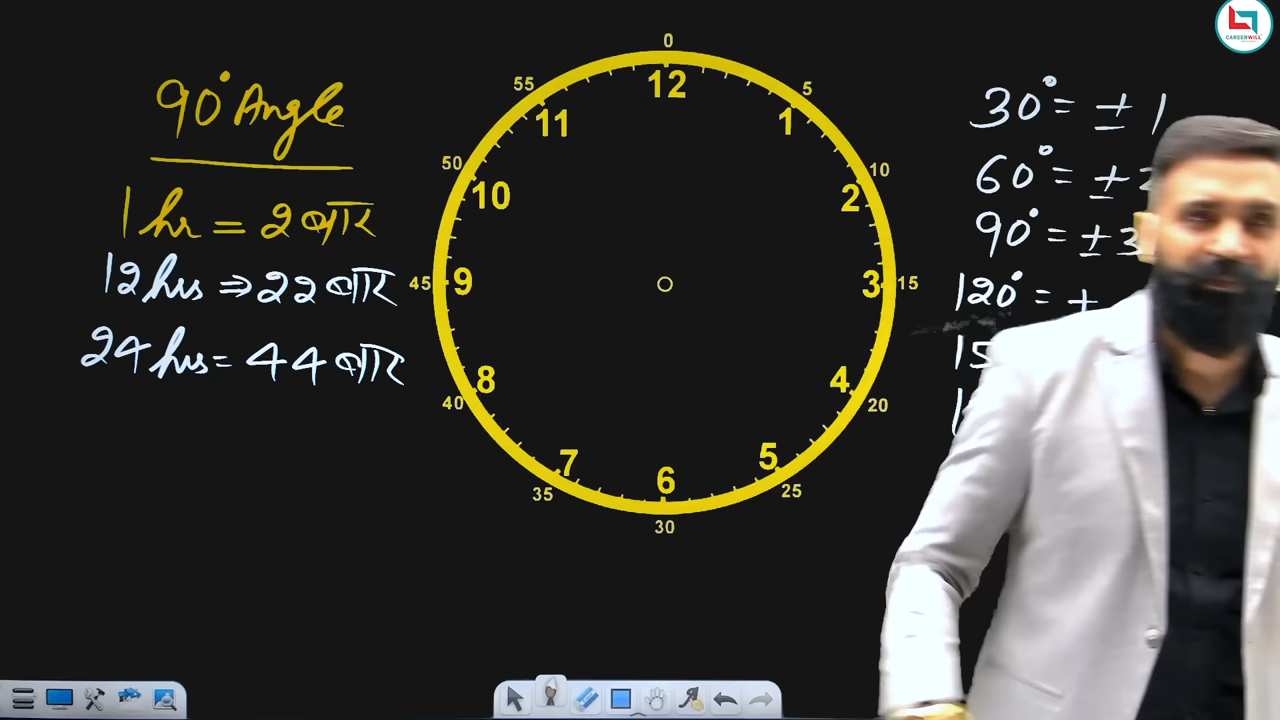 90° Angle
1 hr = 2 बार
12 hrs ⇒ 22 बार
24 hrs = 44 बार
0
5
10
15
20
25
30
35
40
45
50
55
12
1
2
3
4
5
6
7
8
9
10
11
30° = ± 1
60° = ± 2
90° = ± 3
120° = +
CAREERWILL